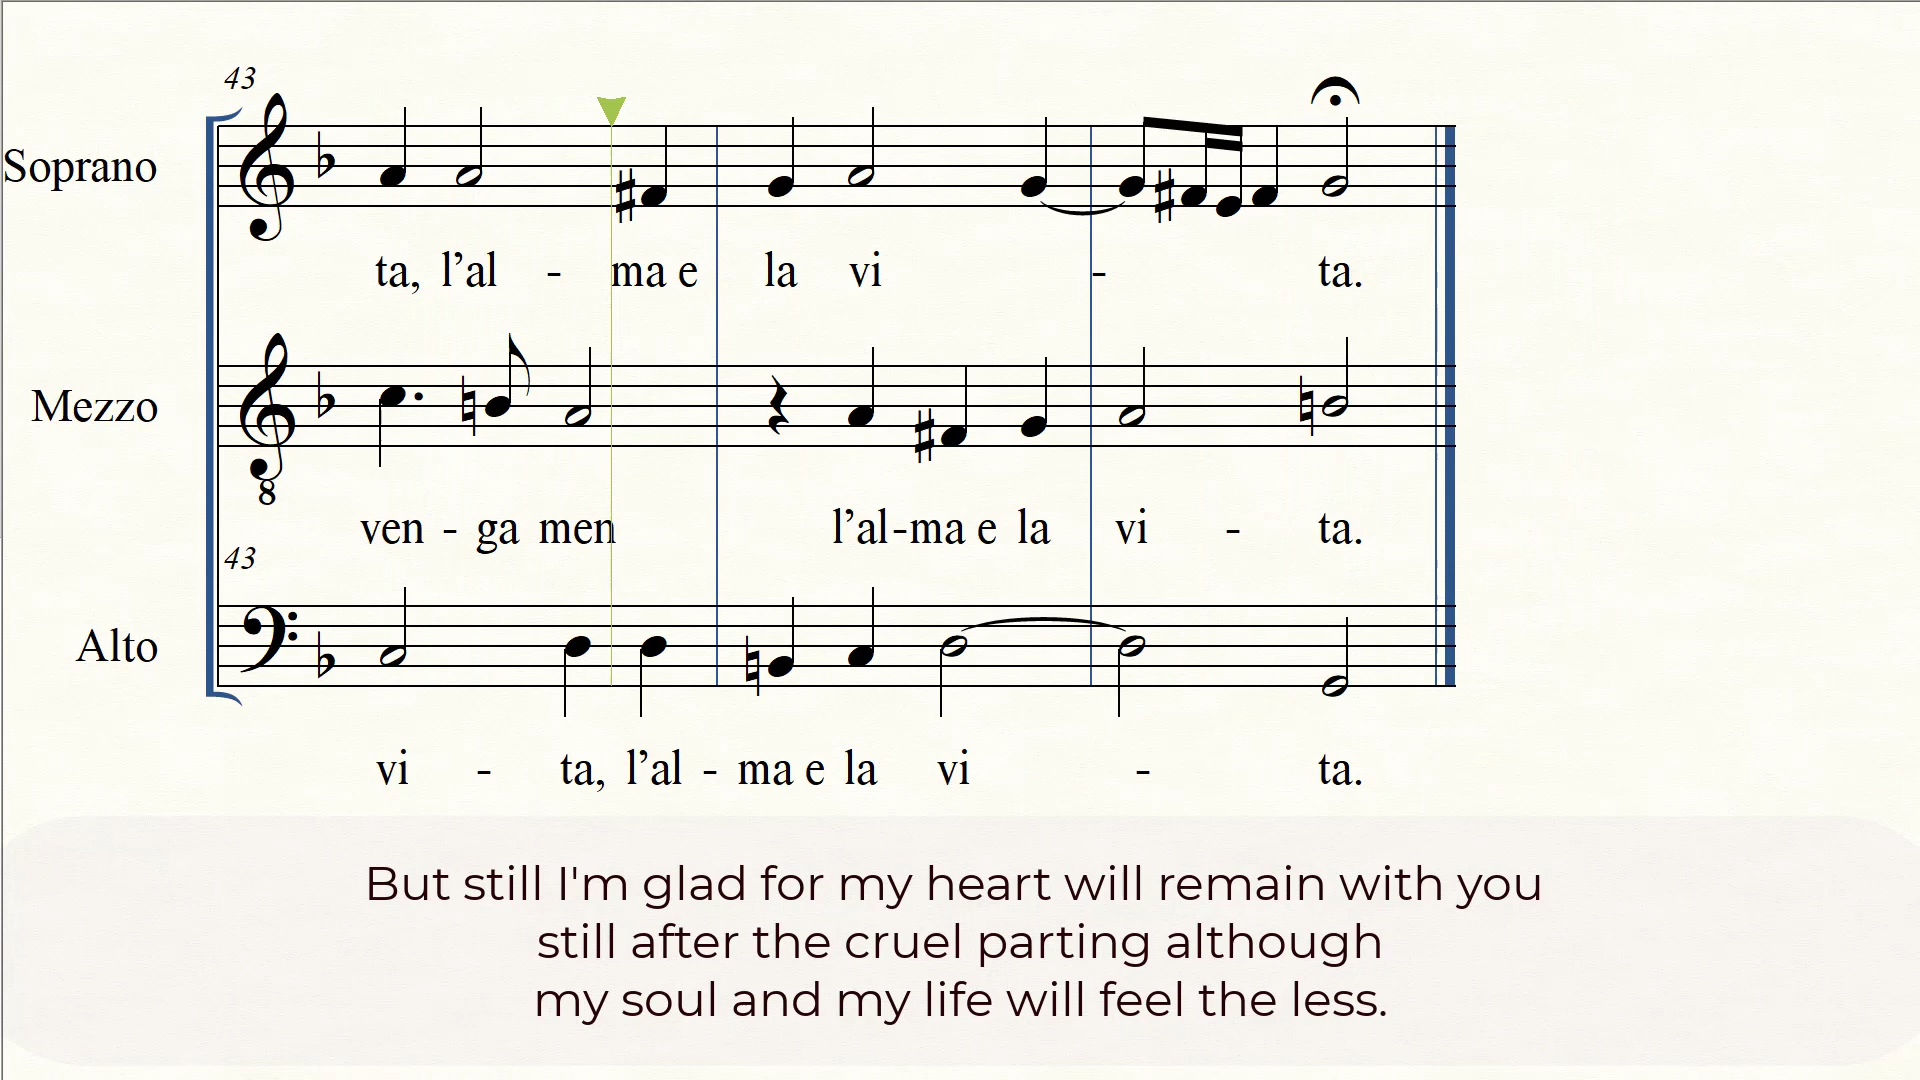 43
Soprano
ta, l’al - ma e la vi - ta.
Mezzo
8
ven - ga men l’al-ma e la vi - ta.
43
Alto
vi - ta, l’al - ma e la vi - ta.
But still I'm glad for my heart will remain with you
still after the cruel parting although
my soul and my life will feel the less.